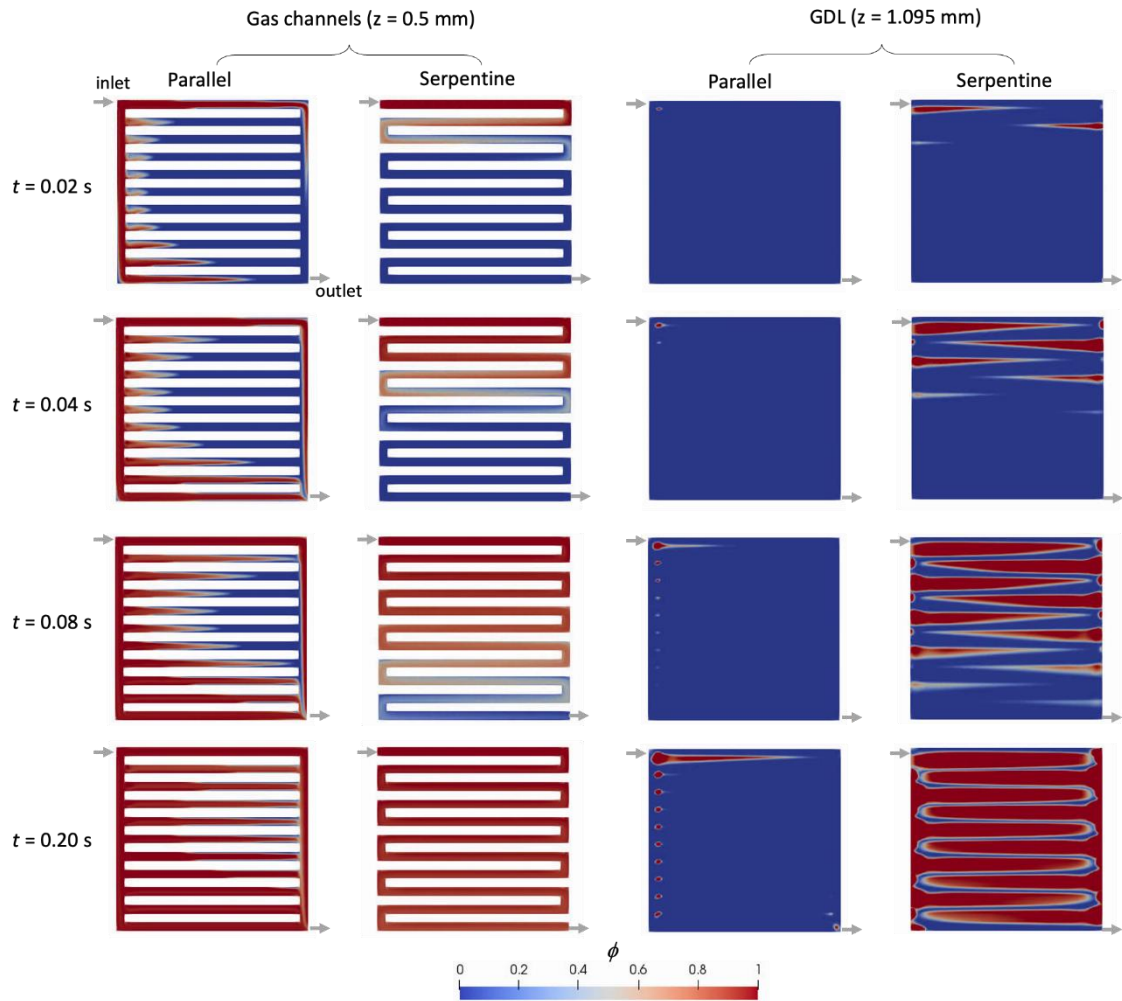 Gas channels (z = 0.5 mm)
GDL (z = 1.095 mm)
inlet
Parallel
Serpentine
Parallel
Serpentine
t = 0.02 s
outlet
t = 0.04 s
t = 0.08 s
t = 0.20 s
ϕ
0 0.2 0.4 0.6 0.8 1